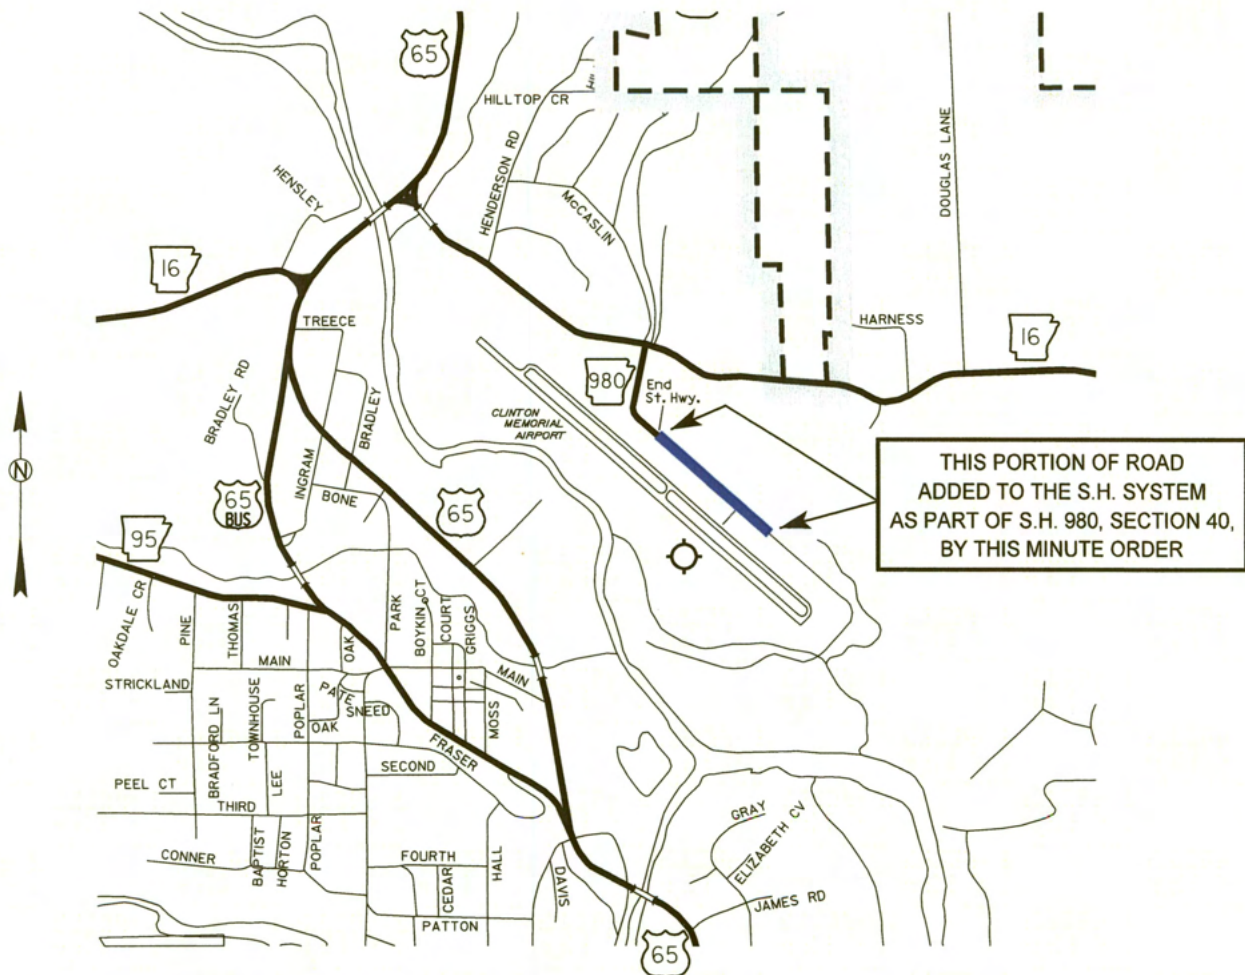 65
HILLTOP CR
HENDERSON RD
HENSLEY
McCASLIN
DOUGLAS LANE
16
TREECE
HARNESS
16
980
End
St. Hwy.
BRADLEY RD
BRADLEY
CLINTON
MEMORIAL
AIRPORT
INGRAM
BONE
N
65
BUS
65
THIS PORTION OF ROAD
ADDED TO THE S.H. SYSTEM
AS PART OF S.H. 980, SECTION 40,
BY THIS MINUTE ORDER
95
OAKDALE CR
PINE
THOMAS
OAK
PARK
BOYKIN CT
COURT
GRIGGS
MAIN
MAIN
STRICKLAND
BRADFORD LN
TOWNHOUSE
POPLAR
PATE
SNEED
OAK
MOSS
FRASER
PEEL CT
LEE
SECOND
THIRD
GRAY
ELIZABETH CV
CONNER
BAPTIST
HORTON
POPLAR
FOURTH
CEDAR
HALL
DAVIS
JAMES RD
PATTON
65